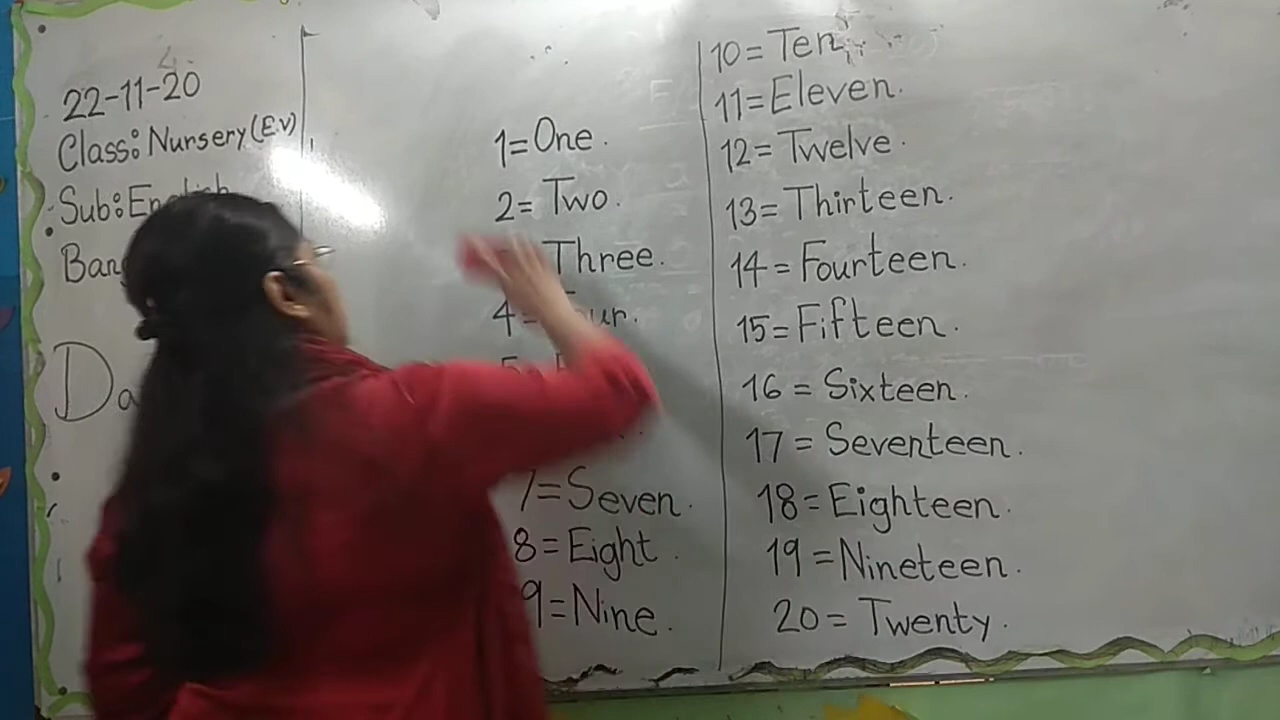 22-11-20
Class: Nursery (E.V)
Sub: English
1=One.
2=Two.
Three.
4=
7=Seven.
8=Eight.
9=Nine.
10=Ten.
11=Eleven.
12=Twelve.
13=Thirteen.
14=Fourteen.
15=Fifteen.
16=Sixteen.
17=Seventeen.
18=Eighteen.
19=Nineteen.
20=Twenty.